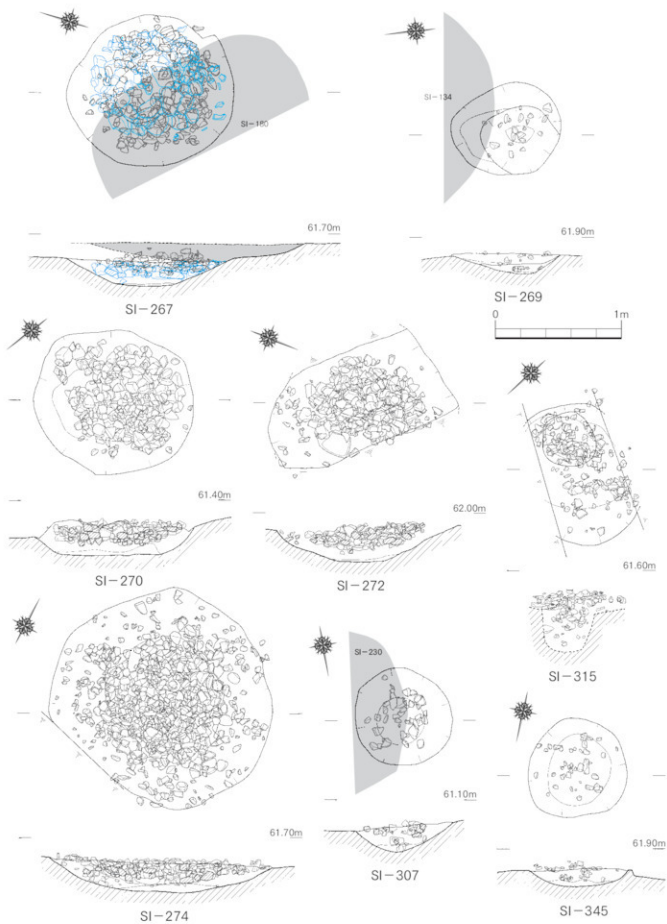 SI-160
61.70m
SI-267
SI-134
61.90m
SI-269
0 1m
61.40m
SI-270
62.00m
SI-272
61.60m
SI-315
61.70m
SI-274
SI-230
61.10m
SI-307
61.90m
SI-345